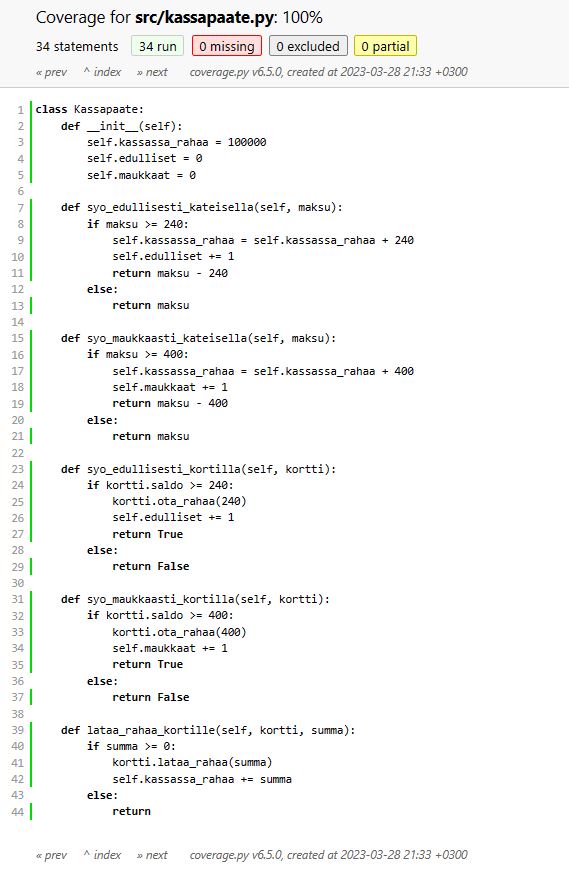 Coverage for src/kassapaate.py: 100%
34 statements 34 run 0 missing 0 excluded 0 partial
« prev ^ index » next coverage.py v6.5.0, created at 2023-03-28 21:33 +0300
1 class Kassapaate:
2     def __init__(self):
3         self.kassassa_rahaa = 100000
4         self.edulliset = 0
5         self.maukkaat = 0
6
7     def syo_edullisesti_kateisella(self, maksu):
8         if maksu >= 240:
9             self.kassassa_rahaa = self.kassassa_rahaa + 240
10             self.edulliset += 1
11             return maksu - 240
12         else:
13             return maksu
14
15     def syo_maukkaasti_kateisella(self, maksu):
16         if maksu >= 400:
17             self.kassassa_rahaa = self.kassassa_rahaa + 400
18             self.maukkaat += 1
19             return maksu - 400
20         else:
21             return maksu
22
23     def syo_edullisesti_kortilla(self, kortti):
24         if kortti.saldo >= 240:
25             kortti.ota_rahaa(240)
26             self.edulliset += 1
27             return True
28         else:
29             return False
30
31     def syo_maukkaasti_kortilla(self, kortti):
32         if kortti.saldo >= 400:
33             kortti.ota_rahaa(400)
34             self.maukkaat += 1
35             return True
36         else:
37             return False
38
39     def lataa_rahaa_kortille(self, kortti, summa):
40         if summa >= 0:
41             kortti.lataa_rahaa(summa)
42             self.kassassa_rahaa += summa
43         else:
44             return
« prev ^ index » next coverage.py v6.5.0, created at 2023-03-28 21:33 +0300